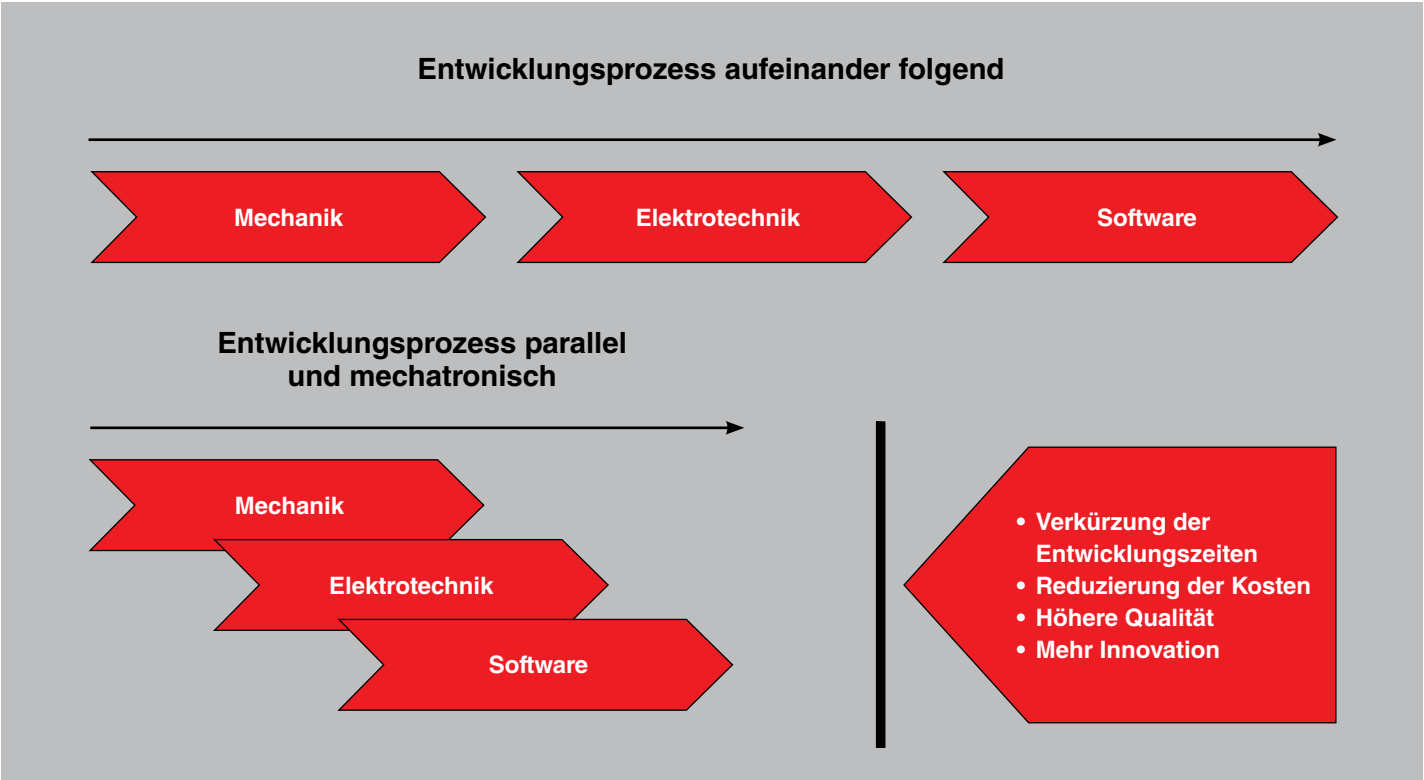 Entwicklungsprozess aufeinander folgend
Mechanik
Elektrotechnik
Software
Entwicklungsprozess parallel
und mechatronisch
Mechanik
Elektrotechnik
Software
• Verkürzung der
Entwicklungszeiten
• Reduzierung der Kosten
• Höhere Qualität
• Mehr Innovation